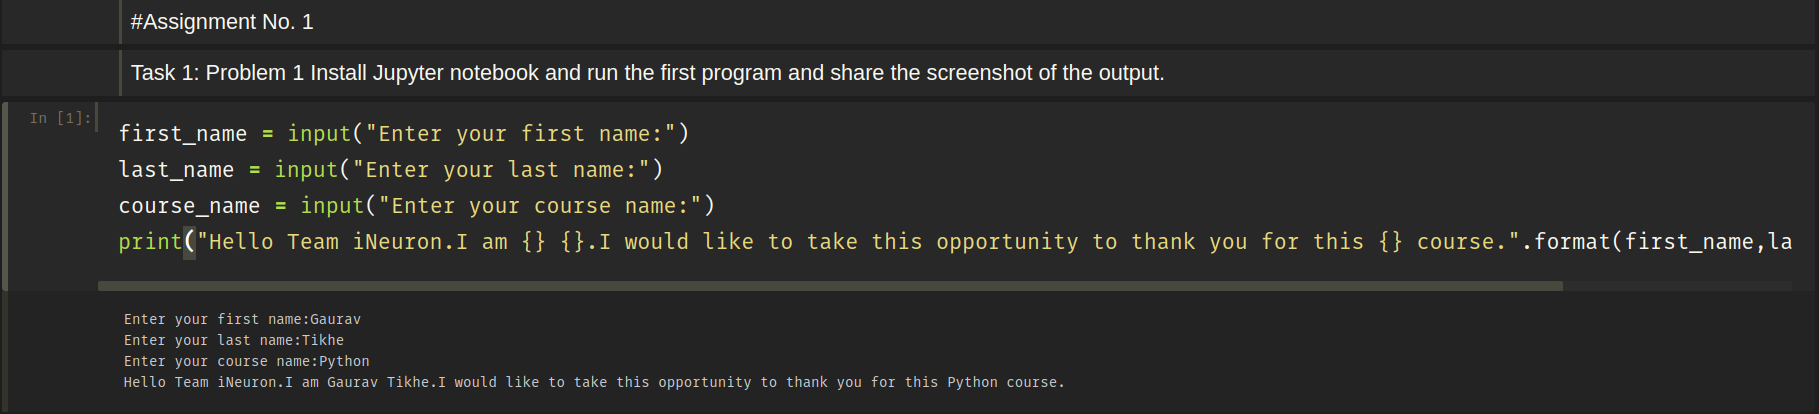 #Assignment No. 1
Task 1: Problem 1 Install Jupyter notebook and run the first program and share the screenshot of the output.
In [1]:
first_name = input("Enter your first name:")
last_name = input("Enter your last name:")
course_name = input("Enter your course name:")
print("Hello Team iNeuron.I am {} {}.I would like to take this opportunity to thank you for this {} course.".format(first_name,la
Enter your first name:Gaurav
Enter your last name:Tikhe
Enter your course name:Python
Hello Team iNeuron.I am Gaurav Tikhe.I would like to take this opportunity to thank you for this Python course.